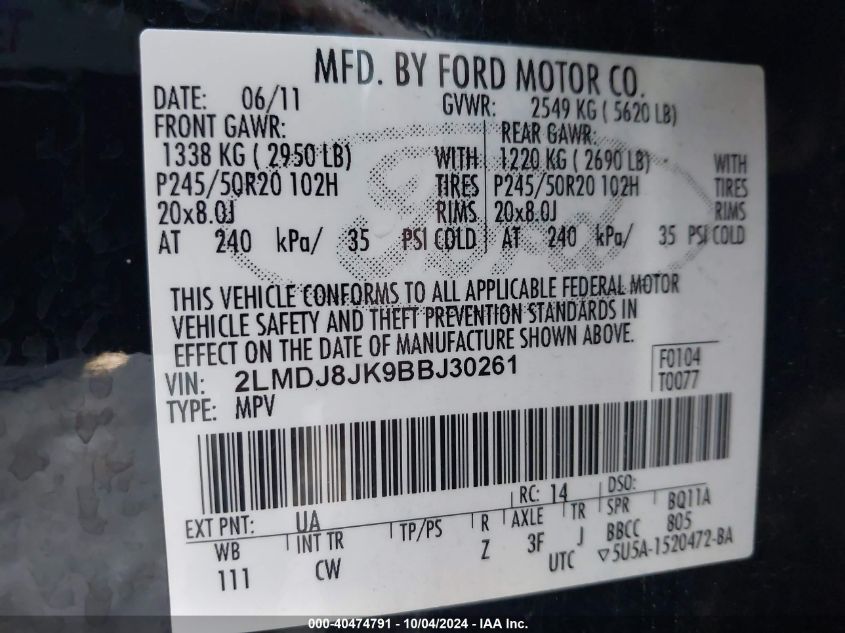 MFD. BY FORD MOTOR CO.
DATE: 06/11 GVWR: 2549 KG ( 5620 LB)
FRONT GAWR: REAR GAWR:
1338 KG ( 2950 LB) WITH 1220 KG ( 2690 LB) WITH
P245/50R20 102H TIRES P245/50R20 102H TIRES
20x8.0J RIMS 20x8.0J RIMS
AT 240 kPa/ 35 PSI COLD AT 240 kPa/ 35 PSI COLD
Ford
THIS VEHICLE CONFORMS TO ALL APPLICABLE FEDERAL MOTOR
VEHICLE SAFETY AND THEFT PREVENTION STANDARDS IN
EFFECT ON THE DATE OF MANUFACTURE SHOWN ABOVE.
VIN: 2LMDJ8JK9BBJ30261 F0104
TYPE: MPV T0077
EXT PNT: UA RC: 14 DSO:
WB INT TR TP/PS R AXLE TR SPR BQ11A
111 CW Z 3F J BBCC 805
UTC ▽5U5A-1520472-BA
000-40474791 - 10/04/2024 - IAA Inc.